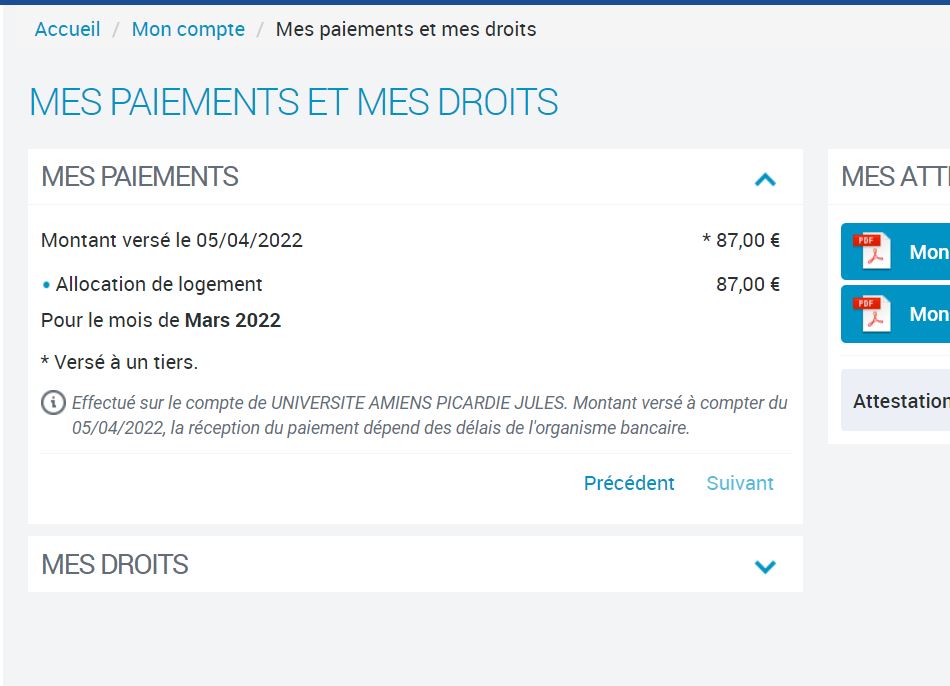 Accueil / Mon compte / Mes paiements et mes droits
MES PAIEMENTS ET MES DROITS
MES PAIEMENTS
Montant versé le 05/04/2022 * 87,00 €
• Allocation de logement 87,00 €
Pour le mois de Mars 2022
* Versé à un tiers.
Effectué sur le compte de UNIVERSITE AMIENS PICARDIE JULES. Montant versé à compter du
05/04/2022, la réception du paiement dépend des délais de l'organisme bancaire.
Précédent Suivant
MES DROITS
MES ATT
PDF Mon
PDF Mon
Attestation